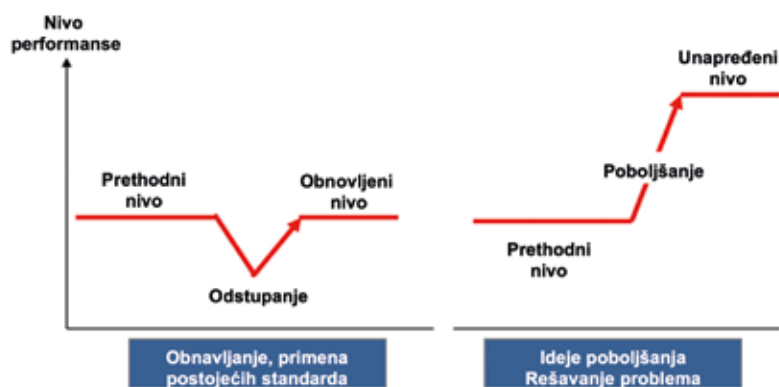 Nivo
performanse
Prethodni
nivo
Obnovljeni
nivo
Odstupanje
Obnavljanje, primena
postojećih standarda
Unapređeni
nivo
Poboljšanje
Prethodni
nivo
Ideje poboljšanja
Rešavanje problema